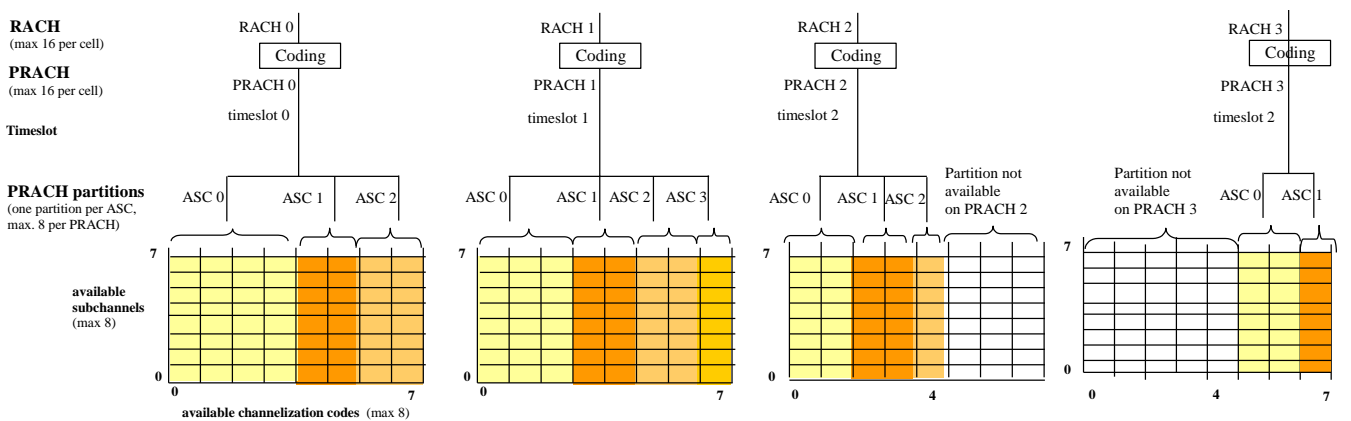 RACH
(max 16 per cell)
PRACH
(max 16 per cell)
Timeslot
PRACH partitions
(one partition per ASC,
max. 8 per PRACH)
available
subchannels
(max 8)
RACH 0
Coding
PRACH 0
timeslot 0
ASC 0
ASC 1
ASC 2
7
0
0
7
available channelization codes (max 8)
RACH 1
Coding
PRACH 1
timeslot 1
ASC 0
ASC 1
ASC 2
ASC 3
7
0
0
7
RACH 2
Coding
PRACH 2
timeslot 2
ASC 0
ASC 1
ASC 2
Partition not
available
on PRACH 2
7
0
0
4
RACH 3
Coding
PRACH 3
timeslot 2
Partition not
available
on PRACH 3
ASC 0
ASC 1
7
0
0
4
7